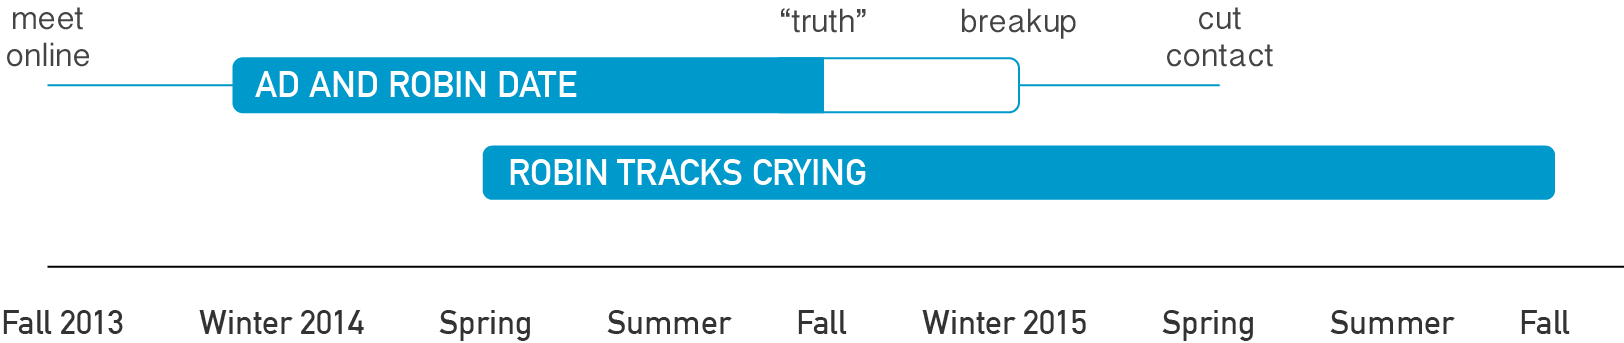 meet
online
“truth”
breakup
cut
contact
AD AND ROBIN DATE
ROBIN TRACKS CRYING
Fall 2013
Winter 2014
Spring
Summer
Fall
Winter 2015
Spring
Summer
Fall